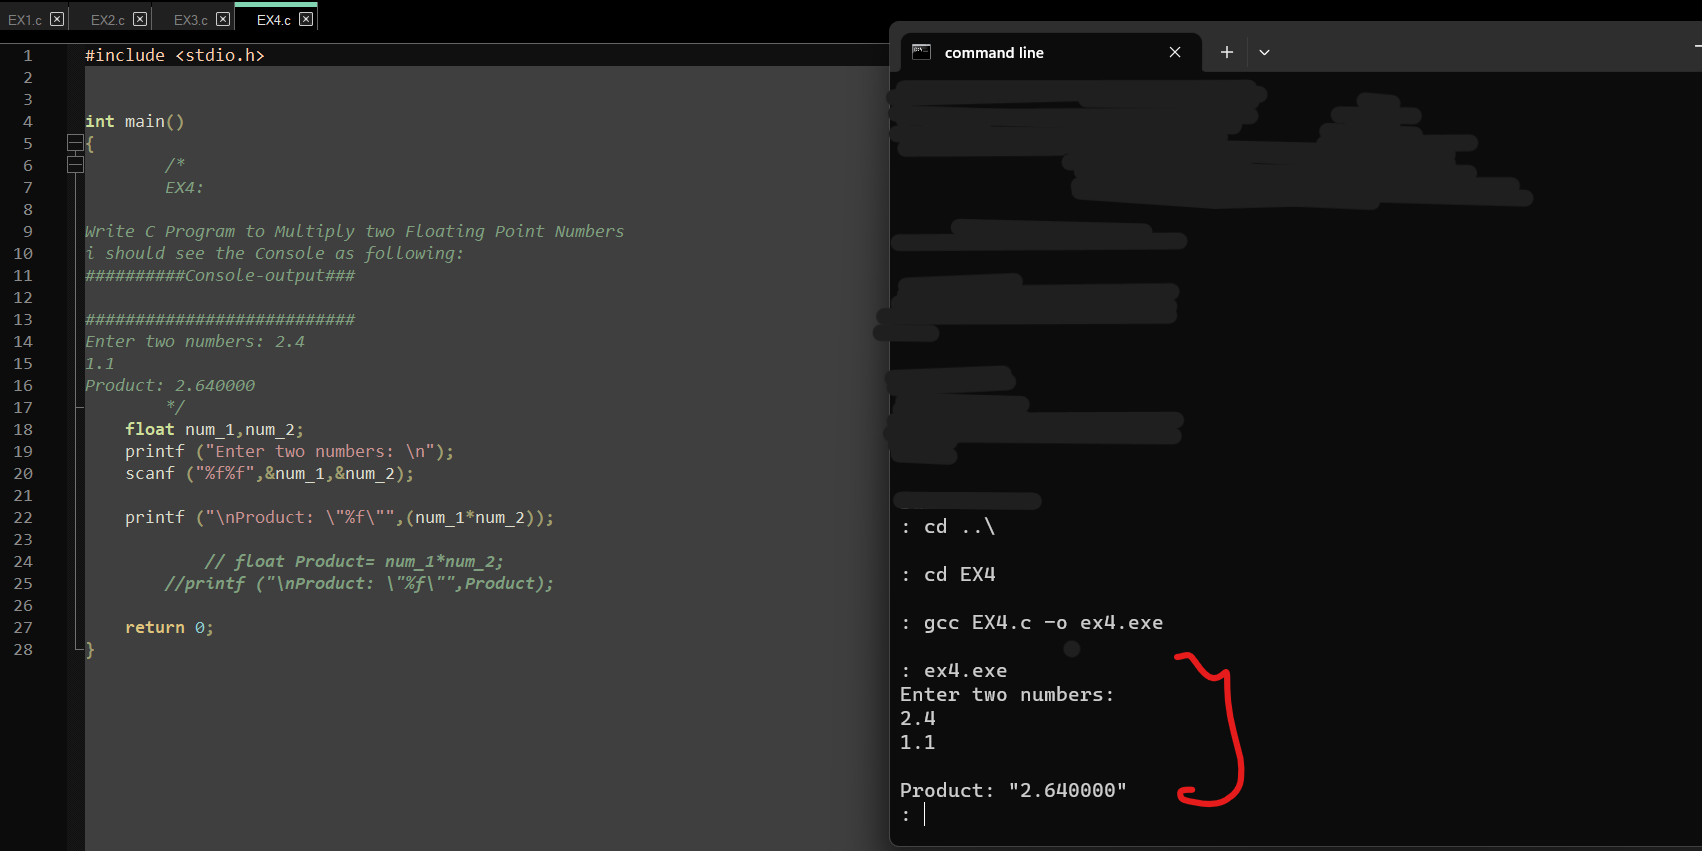 EX1.c EX2.c EX3.c EX4.c
1 #include <stdio.h>
2
3
4 int main()
5 {
6 /*
7 EX4:
8
9 Write C Program to Multiply two Floating Point Numbers
10 i should see the Console as following:
11 ##########Console-output###
12
13 ###########################
14 Enter two numbers: 2.4
15 1.1
16 Product: 2.640000
17 */
18 float num_1,num_2;
19 printf ("Enter two numbers: \n");
20 scanf ("%f%f",&num_1,&num_2);
21
22 printf ("\nProduct: \"%f\"",(num_1*num_2));
23
24 // float Product= num_1*num_2;
25 //printf ("\nProduct: \"%f\"",Product);
26
27 return 0;
28 }
command line
: cd ..\
: cd EX4
: gcc EX4.c -o ex4.exe
: ex4.exe
Enter two numbers:
2.4
1.1
Product: "2.640000"
: